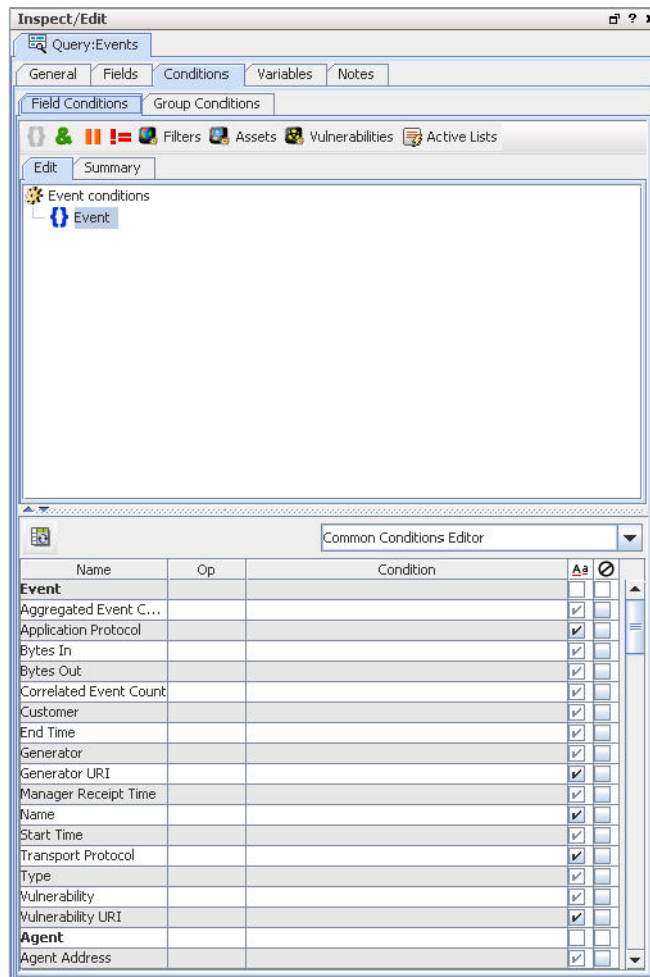 Inspect/Edit
Query:Events
General Fields Conditions Variables Notes
Field Conditions Group Conditions
{} & || != Filters Assets Vulnerabilities Active Lists
Edit Summary
Event conditions
{} Event
Common Conditions Editor
Name Op Condition Aa
Event
Aggregated Event C...
Application Protocol
Bytes In
Bytes Out
Correlated Event Count
Customer
End Time
Generator
Generator URI
Manager Receipt Time
Name
Start Time
Transport Protocol
Type
Vulnerability
Vulnerability URI
Agent
Agent Address